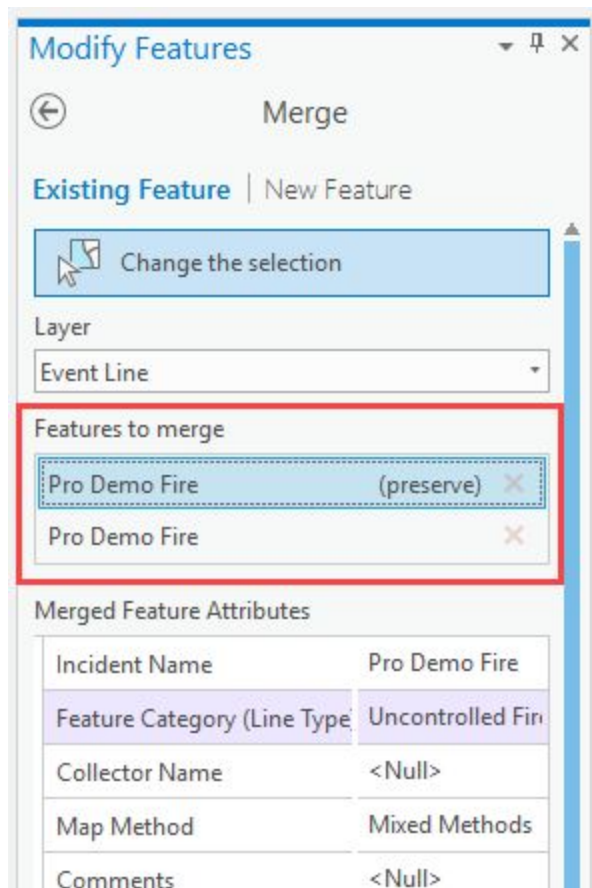 Modify Features
Merge
Existing Feature | New Feature
Change the selection
Layer
Event Line
Features to merge
Pro Demo Fire (preserve)
Pro Demo Fire
Merged Feature Attributes
Incident Name Pro Demo Fire
Feature Category (Line Type Uncontrolled Fir
Collector Name <Null>
Map Method Mixed Methods
Comments <Null>